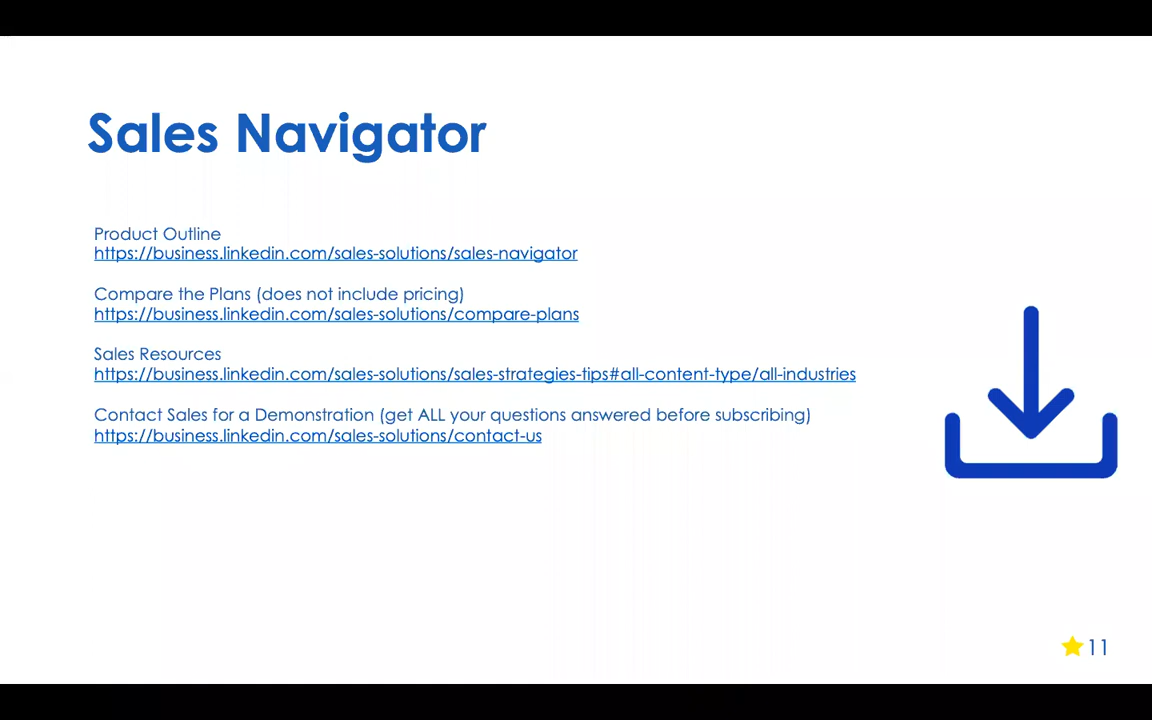 Sales Navigator
Product Outline
https://business.linkedin.com/sales-solutions/sales-navigator
Compare the Plans (does not include pricing)
https://business.linkedin.com/sales-solutions/compare-plans
Sales Resources
https://business.linkedin.com/sales-solutions/sales-strategies-tips#all-content-type/all-industries
Contact Sales for a Demonstration (get ALL your questions answered before subscribing)
https://business.linkedin.com/sales-solutions/contact-us
11